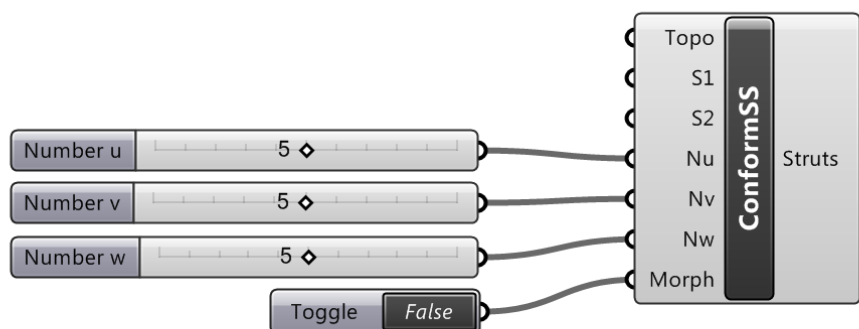 Topo
S1
S2
Number u 5 Nu
Number v 5 Nv
Number w 5 Nw
Toggle False Morph
ConformSS
Struts